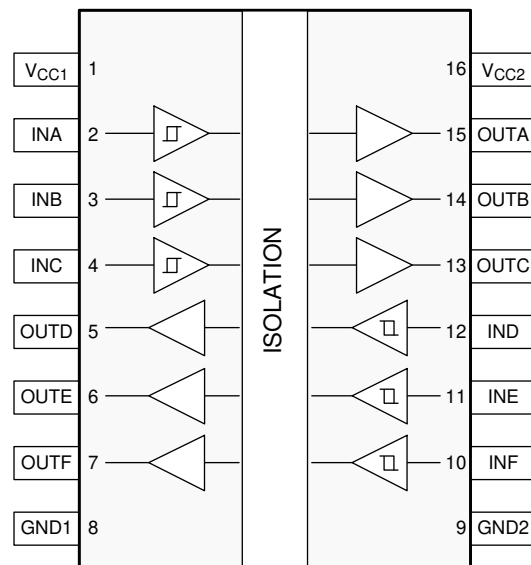 VCC1 1 16 VCC2
INA 2 15 OUTA
INB 3 14 OUTB
INC 4 13 OUTC
ISOLATION
OUTD 5 12 IND
OUTE 6 11 INE
OUTF 7 10 INF
GND1 8 9 GND2